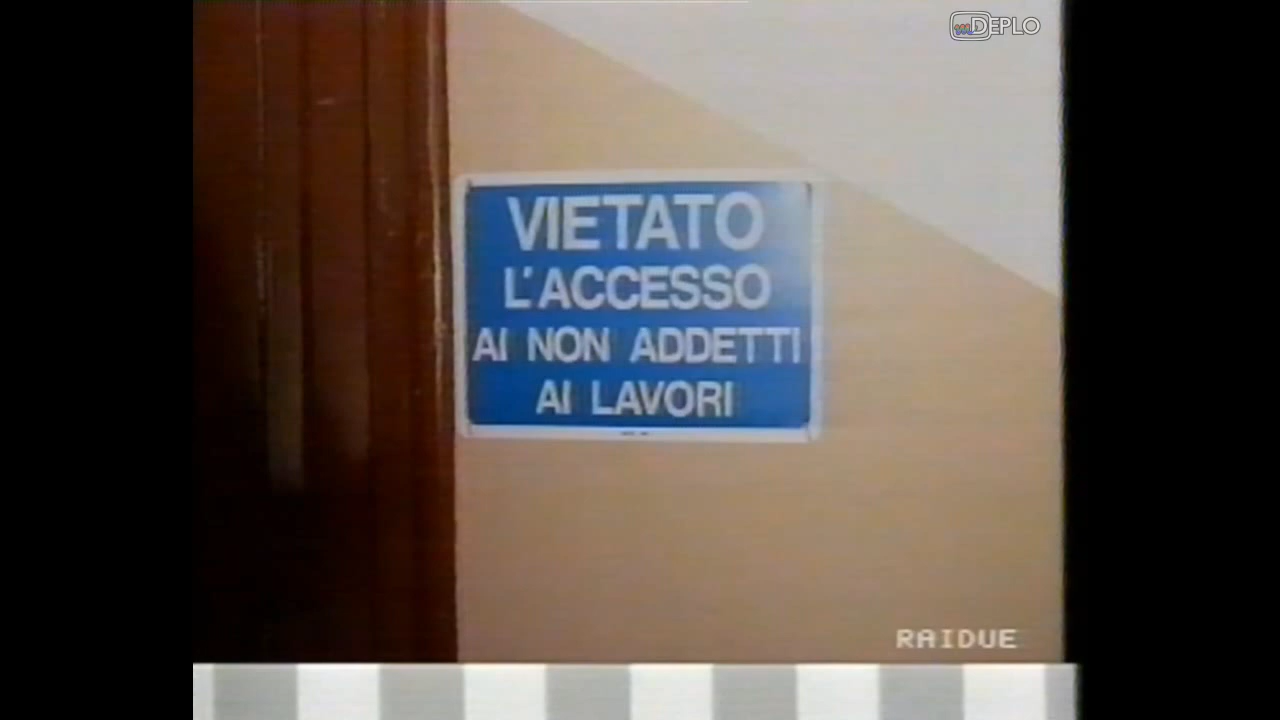 DEPLO
VIETATO
L'ACCESSO
AI NON ADDETTI
AI LAVORI
RAIDUE